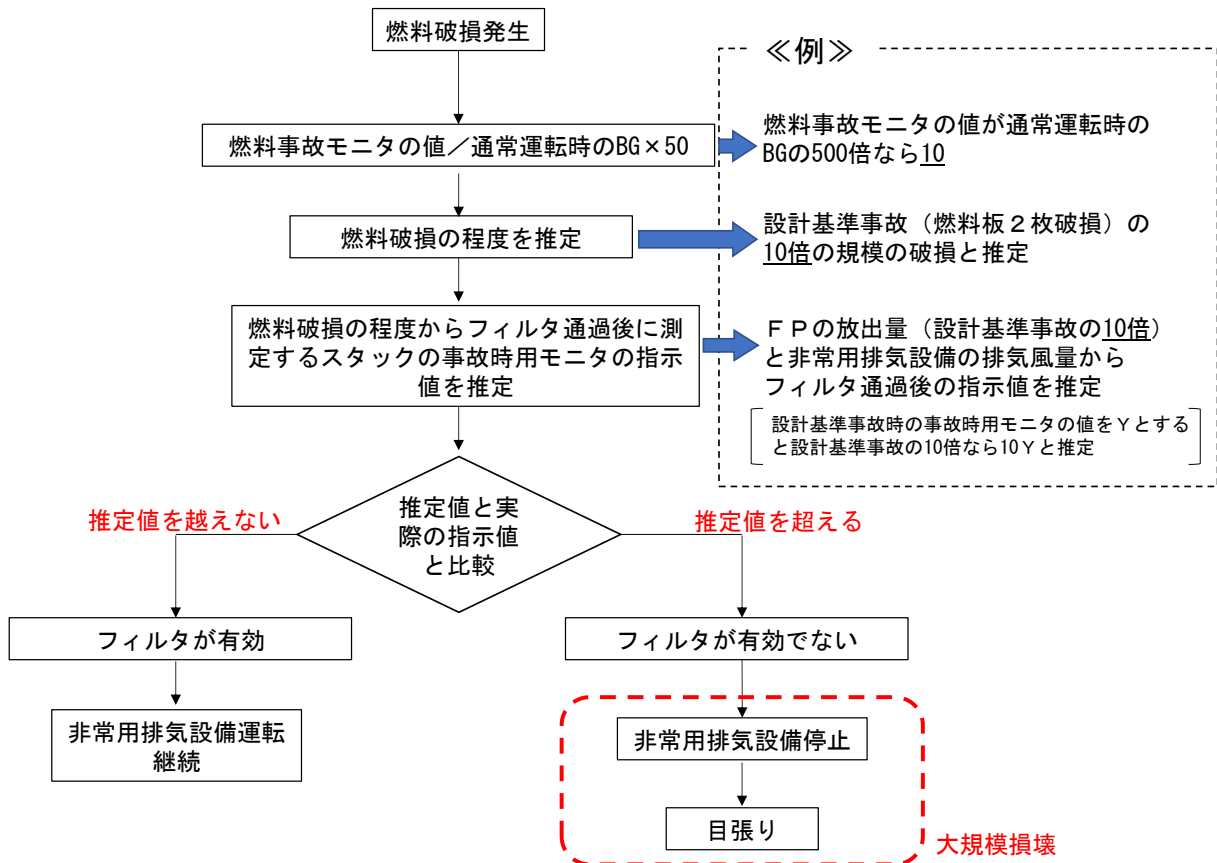 燃料破損発生
≪例≫
燃料事故モニタの値／通常運転時のBG×50
燃料事故モニタの値が通常運転時の
BGの500倍なら10
燃料破損の程度を推定
設計基準事故（燃料板２枚破損）の
10倍の規模の破損と推定
燃料破損の程度からフィルタ通過後に測
定するスタックの事故時用モニタの指示
値を推定
ＦＰの放出量（設計基準事故の10倍）
と非常用排気設備の排気風量から
フィルタ通過後の指示値を推定
設計基準事故時の事故時用モニタの値をＹとする
と設計基準事故の10倍なら10Ｙと推定
推定値と実
際の指示値
と比較
推定値を越えない
推定値を超える
フィルタが有効
フィルタが有効でない
非常用排気設備運転
継続
非常用排気設備停止
目張り
大規模損壊